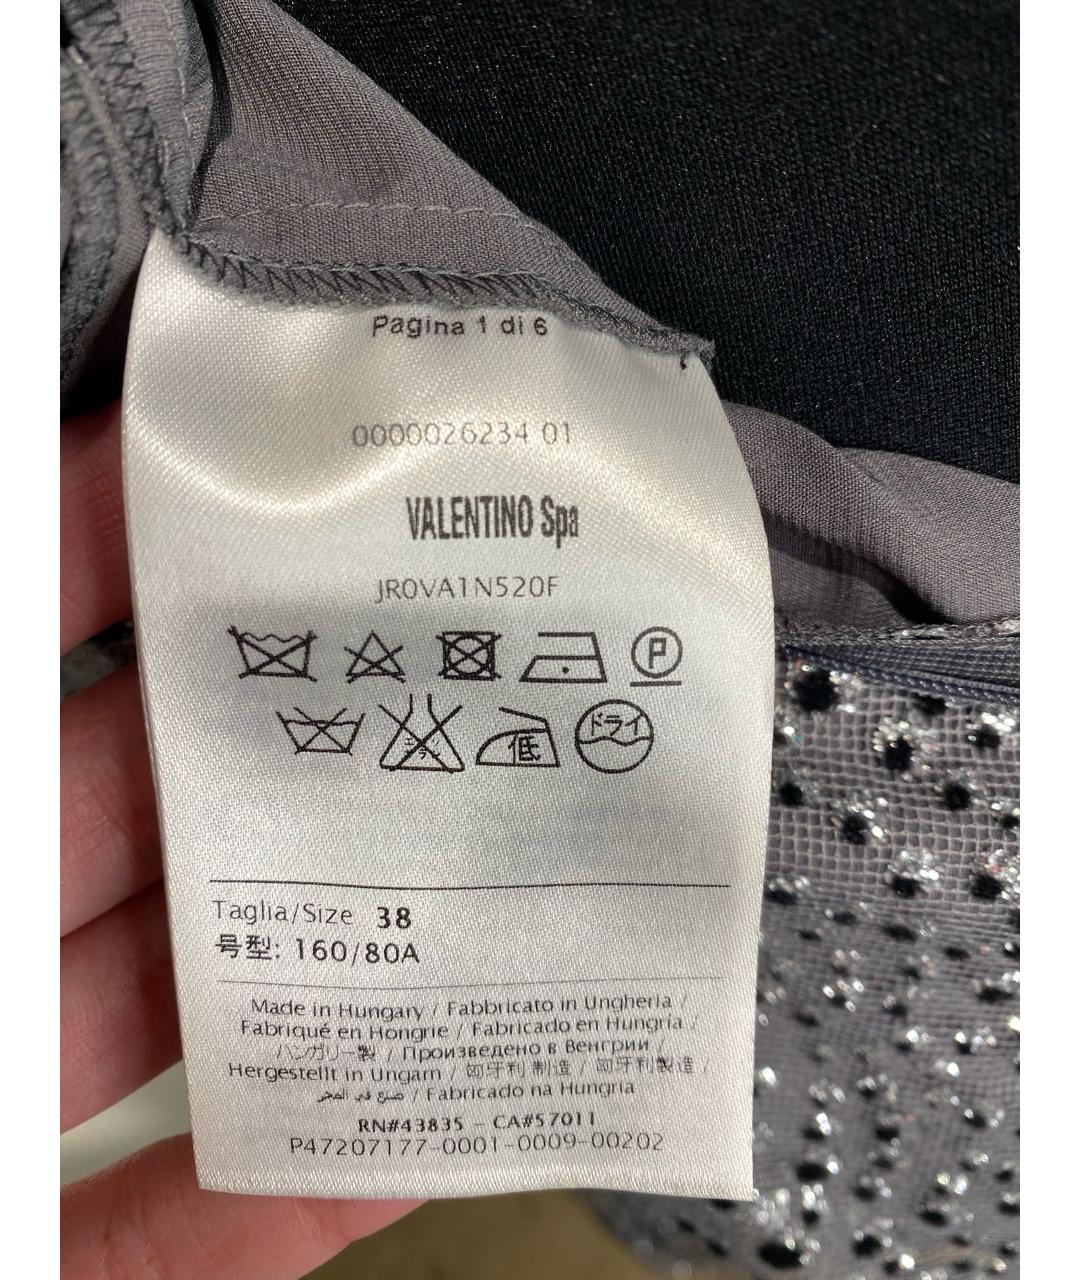 Pagina 1 di 6
0000026234 01
VALENTINO Spa
JR0VA1N520F
P
エンソ
低
ドライ
Taglia/Size 38
号型: 160/80A
Made in Hungary / Fabbricato in Ungheria /
Fabriqué en Hongrie / Fabricado en Hungría /
ハンガリー製 / Произведено в Венгрии /
Hergestellt in Ungarn / 匈牙利 制造 / 匈牙利製造 /
صنع في المجر / Fabricado na Hungria
RN#43835 - CA#57011
P47207177-0001-0009-00202